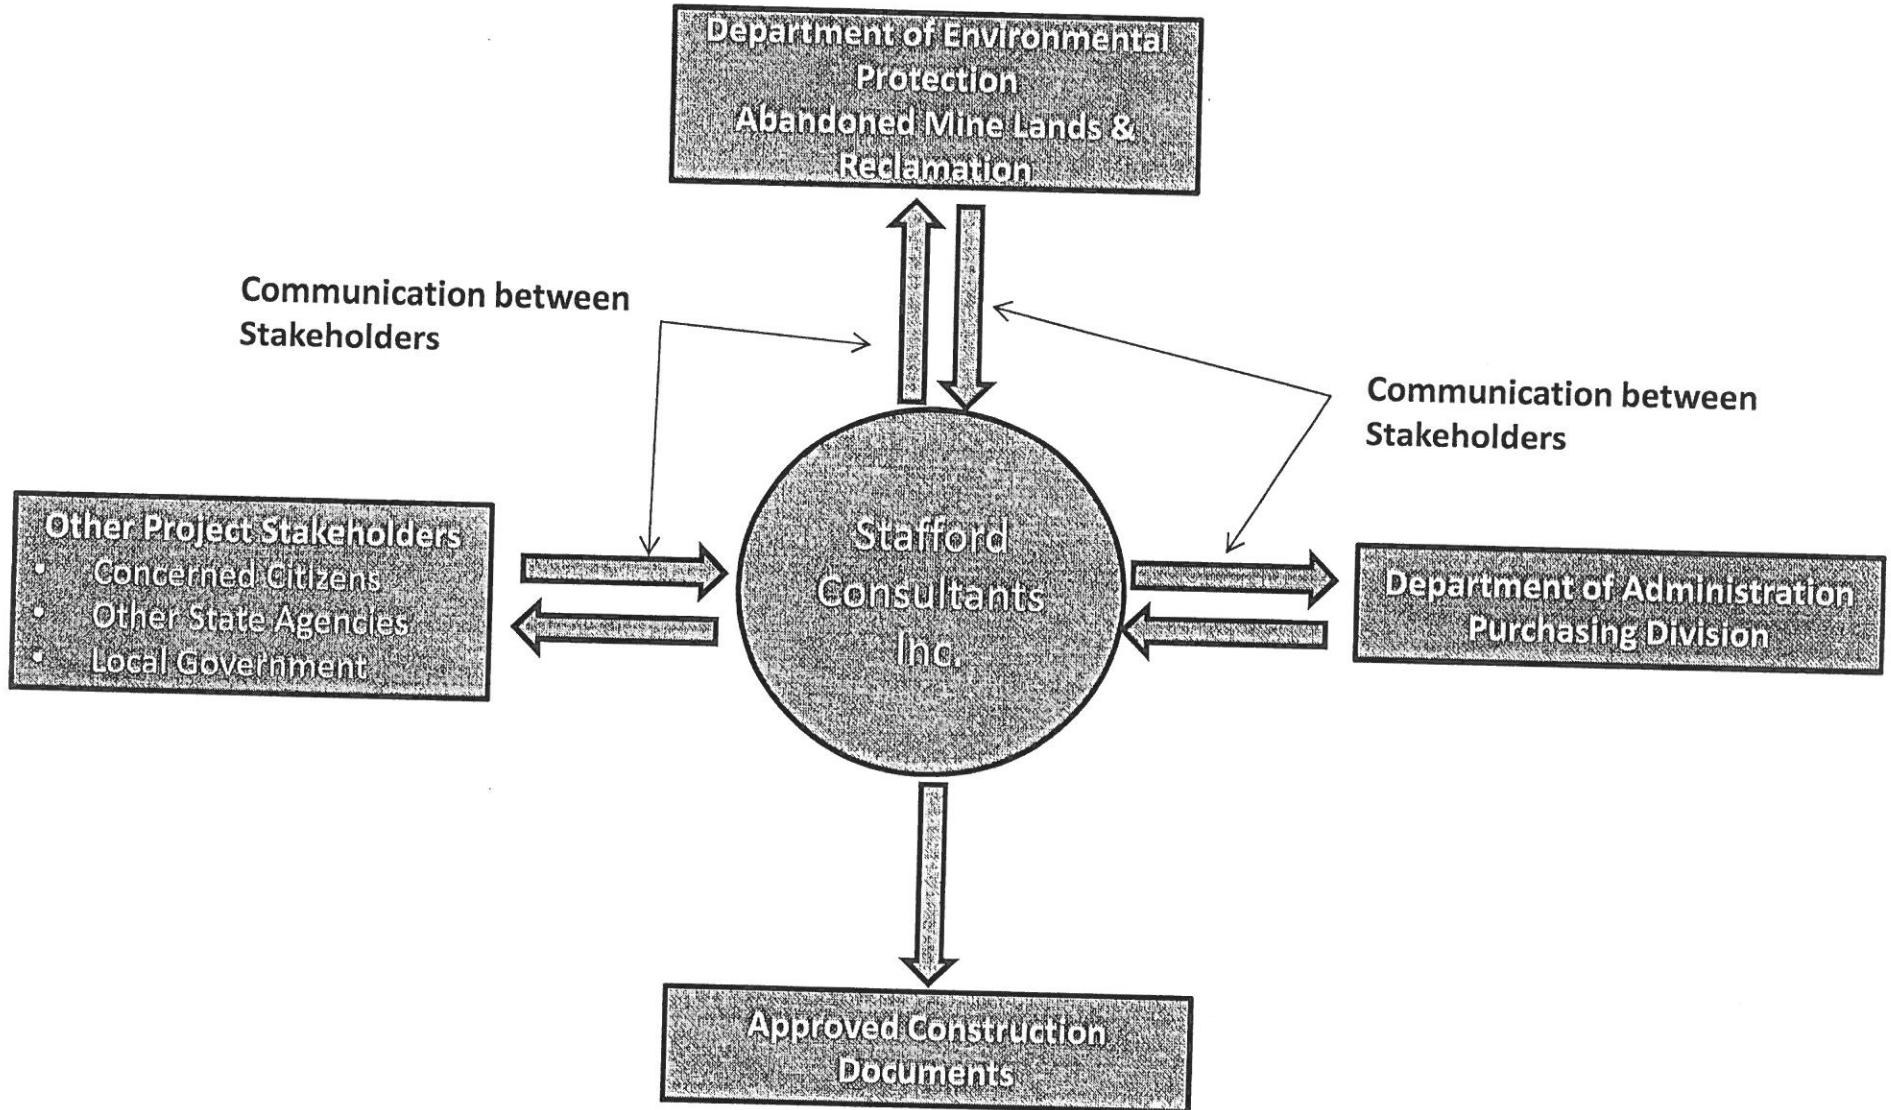 Department of Environmental
Protection
Abandoned Mine Lands &
Reclamation
Communication between
Stakeholders
Communication between
Stakeholders
Other Project Stakeholders
• Concerned Citizens
• Other State Agencies
• Local Government
Stafford
Consultants
Inc.
Department of Administration
Purchasing Division
Approved Construction
Documents